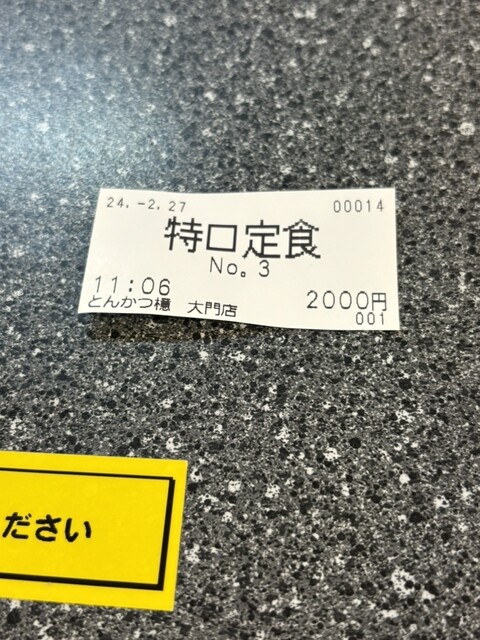 24.-2.27 00014
特ロ定食
No。3
11:06
とんかつ檍 大門店 2000円
001
ださい